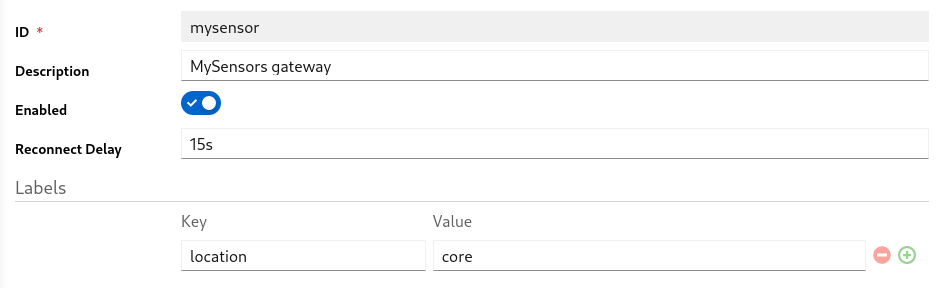 ID * mysensor
Description MySensors gateway
Enabled
Reconnect Delay 15s
Labels
Key Value
location core